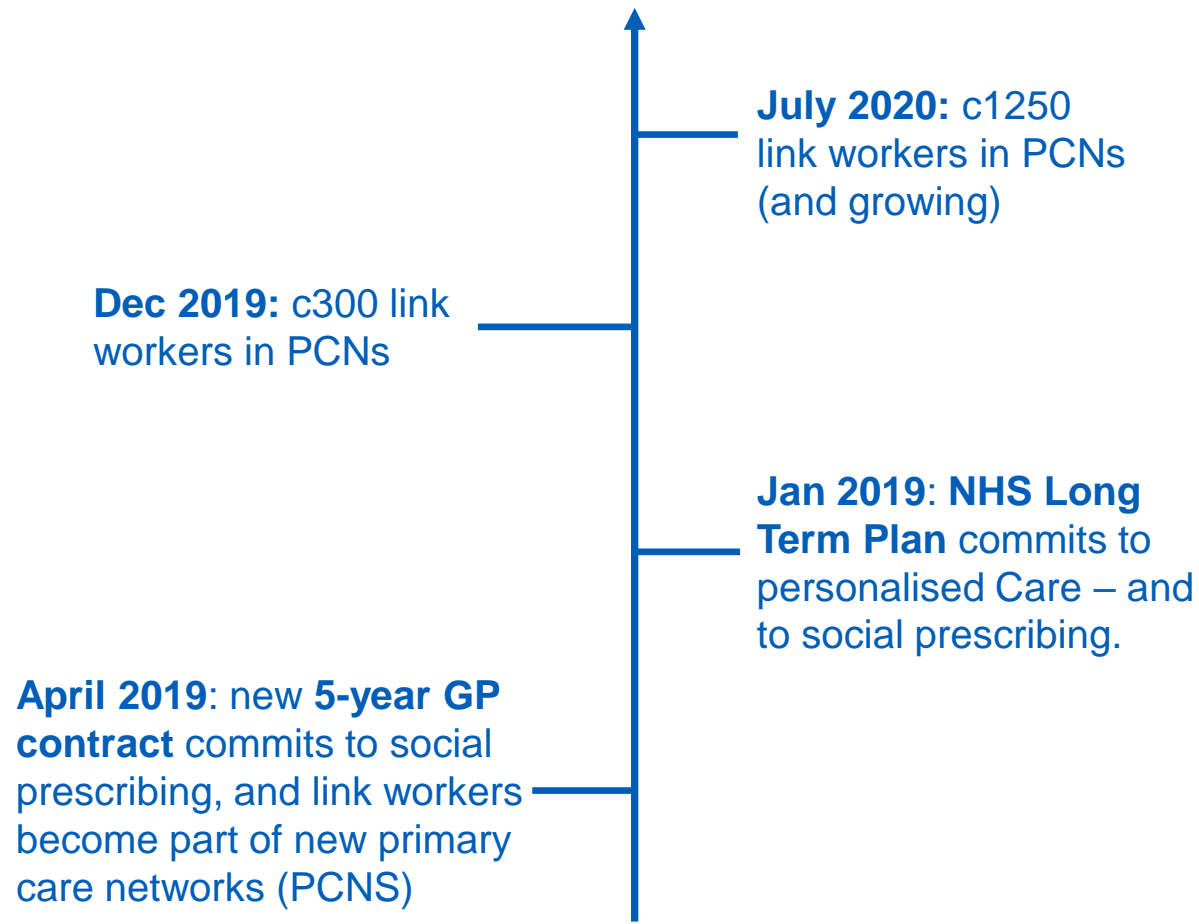 July 2020: c1250
link workers in PCNs
(and growing)
Dec 2019: c300 link
workers in PCNs
Jan 2019: NHS Long
Term Plan commits to
personalised Care – and
to social prescribing.
April 2019: new 5-year GP
contract commits to social
prescribing, and link workers
become part of new primary
care networks (PCNS)